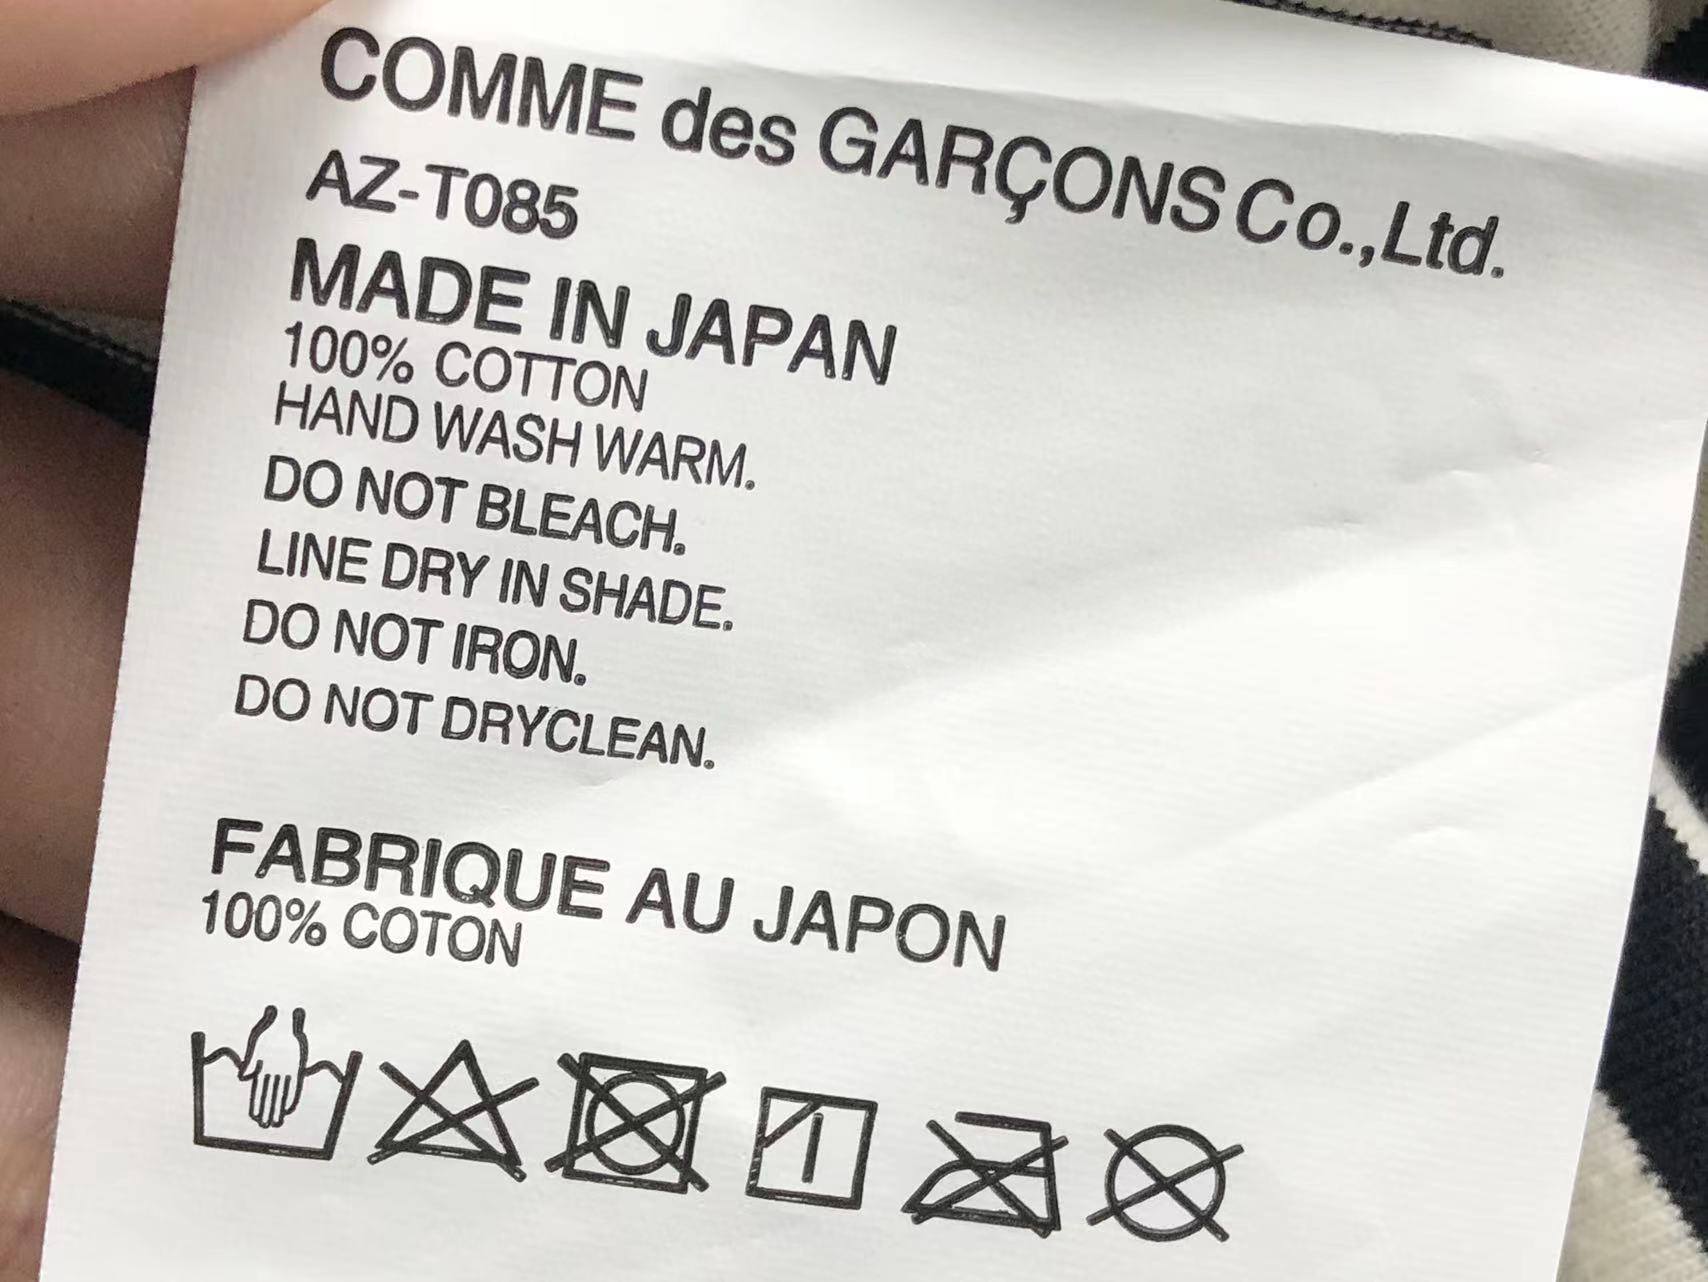 COMME des GARÇONS Co.,Ltd.
AZ-T085
MADE IN JAPAN
100% COTTON
HAND WASH WARM.
DO NOT BLEACH.
LINE DRY IN SHADE.
DO NOT IRON.
DO NOT DRYCLEAN.
FABRIQUE AU JAPON
100% COTON